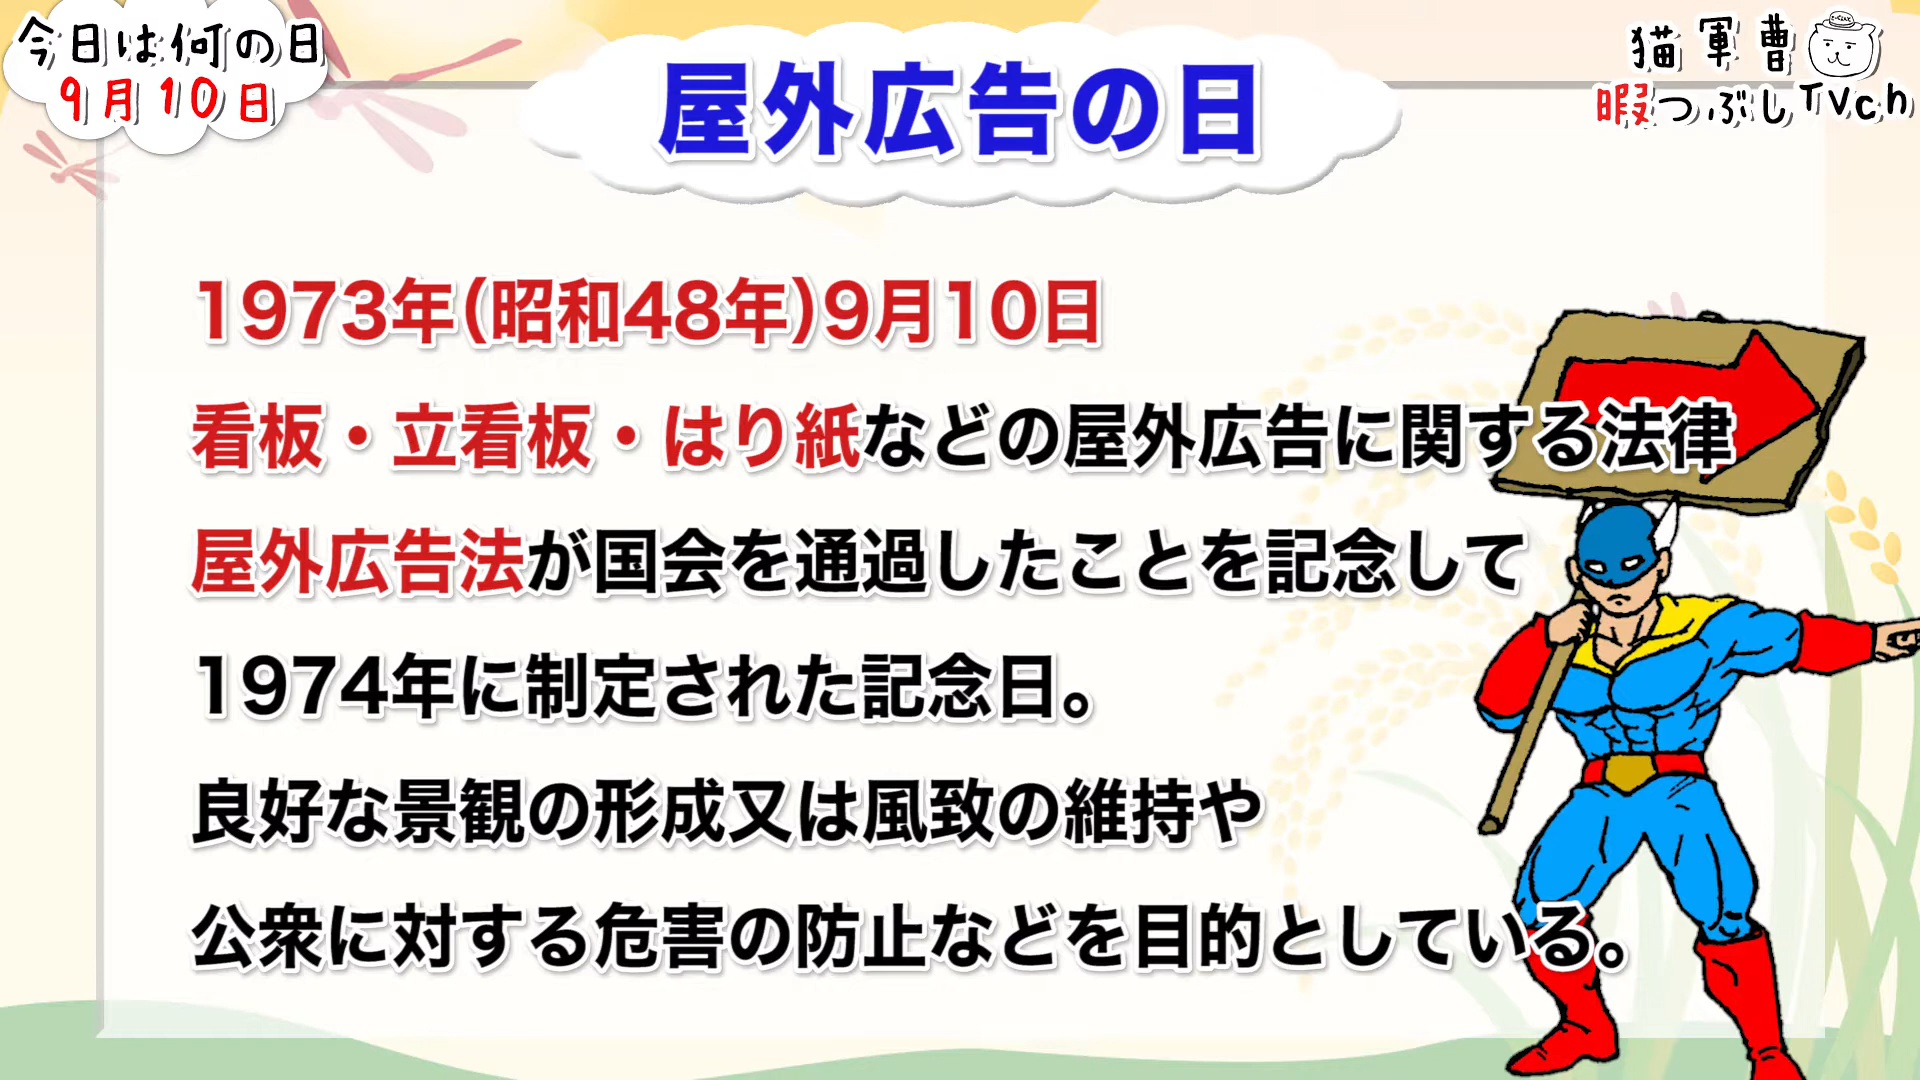 今日は何の日
9月10日
屋外広告の日
猫軍曹
暇つぶしTVch
1973年(昭和48年)9月10日
看板・立看板・はり紙などの屋外広告に関する法律
屋外広告法が国会を通過したことを記念して
1974年に制定された記念日。
良好な景観の形成又は風致の維持や
公衆に対する危害の防止などを目的としている。